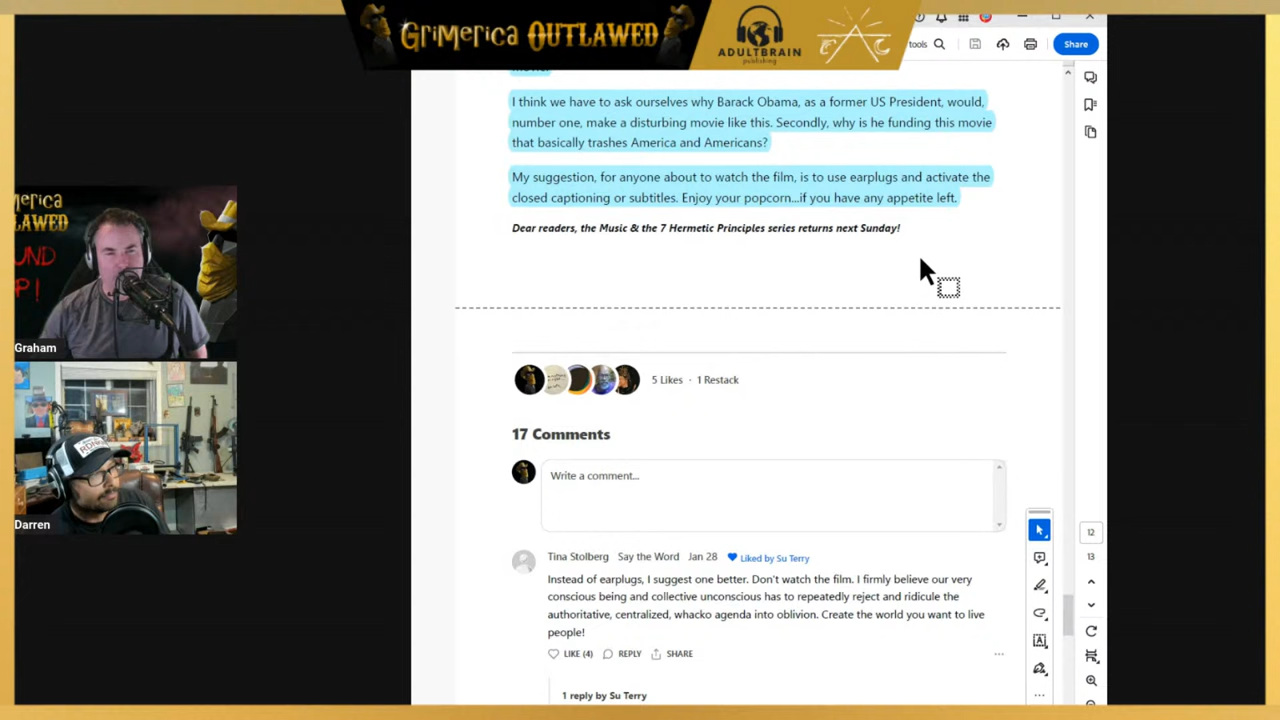 GRIMERICA OUTLAWED
ADULTBRAIN
publishing
F A C
tools
Share
I think we have to ask ourselves why Barack Obama, as a former US President, would,
number one, make a disturbing movie like this. Secondly, why is he funding this movie
that basically trashes America and Americans?
My suggestion, for anyone about to watch the film, is to use earplugs and activate the
closed captioning or subtitles. Enjoy your popcorn...if you have any appetite left.
Dear readers, the Music & the 7 Hermetic Principles series returns next Sunday!
merica
TLAWED
UND
P!
Graham
Darren
5 Likes · 1 Restack
17 Comments
Write a comment...
12
13
Tina Stolberg Say the Word Jan 28 Liked by Su Terry
Instead of earplugs, I suggest one better. Don't watch the film. I firmly believe our very
conscious being and collective unconscious has to repeatedly reject and ridicule the
authoritative, centralized, whacko agenda into oblivion. Create the world you want to live
people!
LIKE (4) REPLY SHARE
1 reply by Su Terry